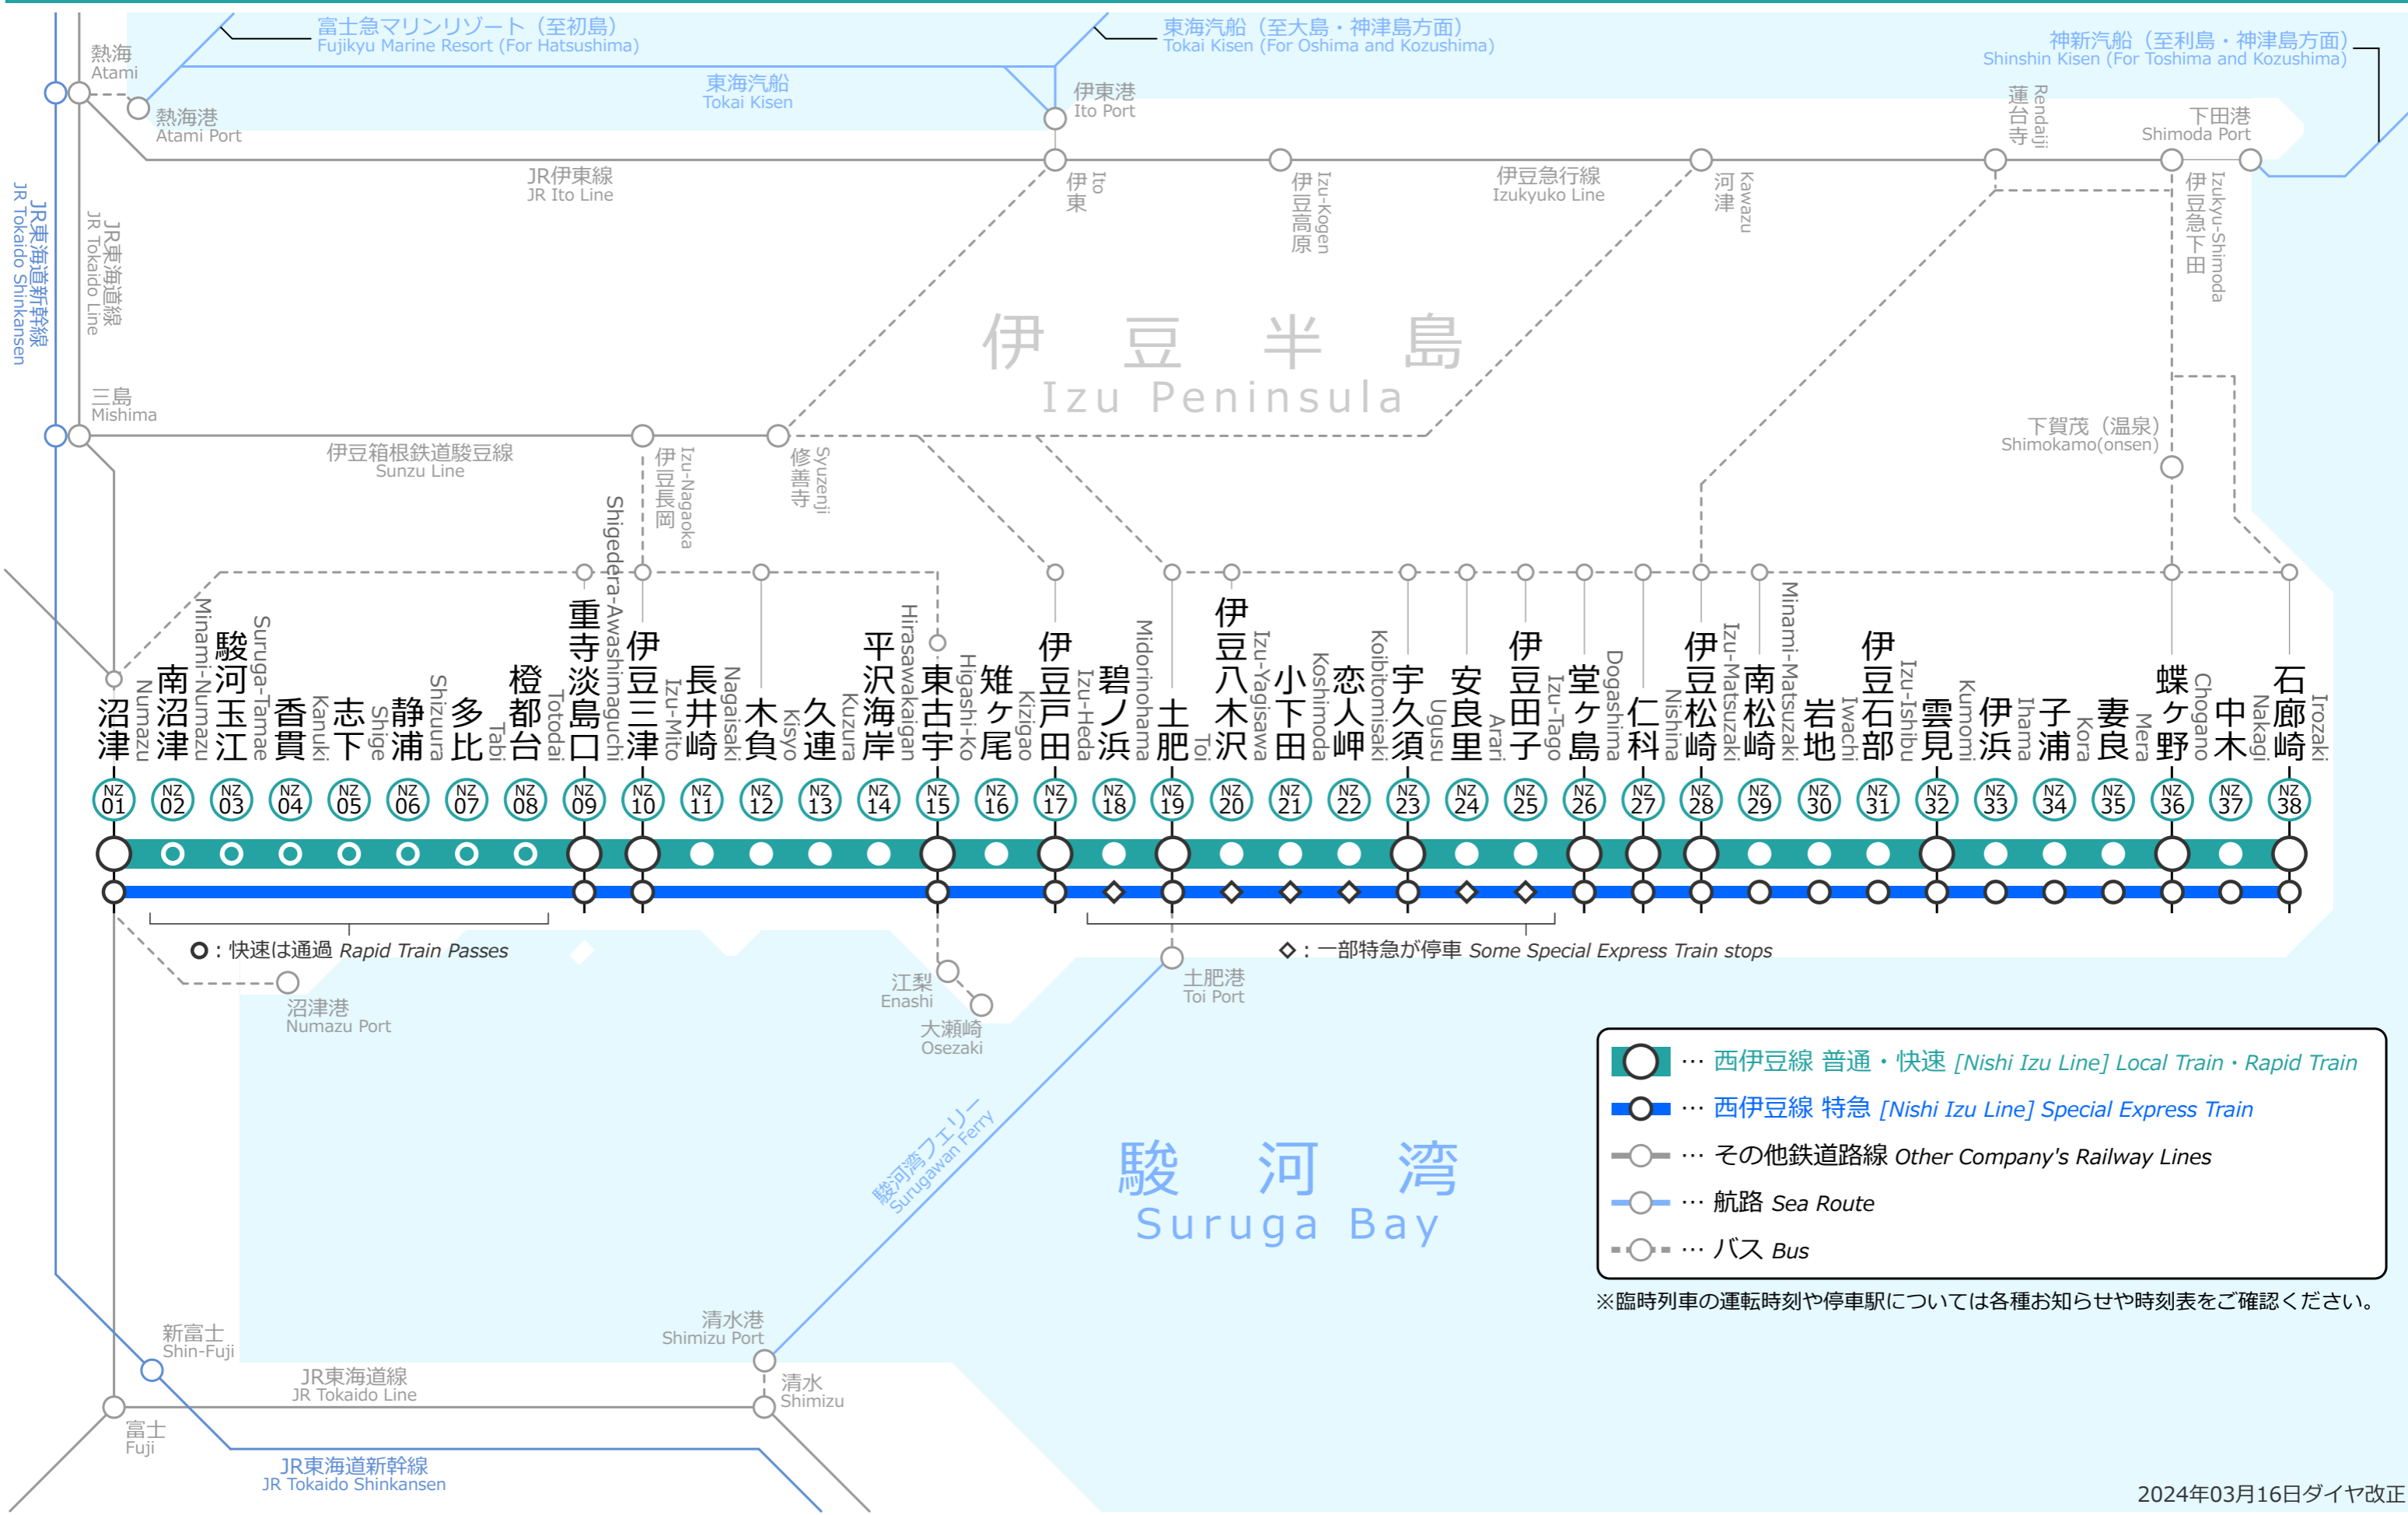 富士急マリンリゾート（至初島）
Fujikyu Marine Resort (For Hatsushima)
東海汽船（至大島・神津島方面）
Tokai Kisen (For Oshima and Kozushima)
神新汽船（至利島・神津島方面）
Shinshin Kisen (For Toshima and Kozushima)
熱海
Atami
熱海港
Atami Port
東海汽船
Tokai Kisen
伊東港
Ito Port
蓮台寺
Rendaiji
下田港
Shimoda Port
JR伊東線
JR Ito Line
伊東
Ito
伊豆高原
Izu-Kogen
伊豆急行線
Izukyuko Line
河津
Kawazu
伊豆急下田
Izukyu-Shimoda
JR東海道新幹線
JR Tokaido Shinkansen
JR東海道線
JR Tokaido Line
伊豆半島
Izu Peninsula
三島
Mishima
伊豆箱根鉄道駿豆線
Sunzu Line
伊豆長岡
Izu-Nagaoka
修善寺
Syuzenji
下賀茂（温泉）
Shimokamo(onsen)
沼津
Numazu
南沼津
Minami-Numazu
駿河玉江
Suruga-Tamae
香貫
Kanuki
志下
Shige
静浦
Shizuura
多比
Tabi
橙都台
Totodai
重寺淡島口
Shigedera-Awashimaguchi
伊豆三津
Izu-Mito
長井崎
Nagaisaki
木負
Kisyo
久連
Kuzura
平沢海岸
Hirasawakaigan
東古宇
Higashi-Ko
雉ヶ尾
Kizigao
伊豆戸田
Izu-Heda
碧ノ浜
Midorinohama
土肥
Toi
伊豆八木沢
Izu-Yagisawa
小下田
Koshimoda
恋人岬
Koibitomisaki
宇久須
Ugusu
安良里
Arari
伊豆田子
Izu-Tago
堂ヶ島
Dogashima
仁科
Nishina
伊豆松崎
Izu-Matsuzaki
南松崎
Minami-Matsuzaki
岩地
Iwachi
伊豆石部
Izu-Ishibu
雲見
Kumomi
伊浜
Ihama
子浦
Kora
妻良
Mera
蝶ヶ野
Chogano
中木
Nakagi
石廊崎
Irozaki
NZ 01
NZ 02
NZ 03
NZ 04
NZ 05
NZ 06
NZ 07
NZ 08
NZ 09
NZ 10
NZ 11
NZ 12
NZ 13
NZ 14
NZ 15
NZ 16
NZ 17
NZ 18
NZ 19
NZ 20
NZ 21
NZ 22
NZ 23
NZ 24
NZ 25
NZ 26
NZ 27
NZ 28
NZ 29
NZ 30
NZ 31
NZ 32
NZ 33
NZ 34
NZ 35
NZ 36
NZ 37
NZ 38
：快速は通過 Rapid Train Passes
：一部特急が停車 Some Special Express Train stops
沼津港
Numazu Port
江梨
Enashi
大瀬崎
Osezaki
土肥港
Toi Port
駿河湾フェリー
Surugawan Ferry
駿河湾
Suruga Bay
… 西伊豆線 普通・快速 [Nishi Izu Line] Local Train・Rapid Train
… 西伊豆線 特急 [Nishi Izu Line] Special Express Train
… その他鉄道路線 Other Company's Railway Lines
… 航路 Sea Route
… バス Bus
※臨時列車の運転時刻や停車駅については各種お知らせや時刻表をご確認ください。
清水港
Shimizu Port
清水
Shimizu
新富士
Shin-Fuji
JR東海道線
JR Tokaido Line
富士
Fuji
JR東海道新幹線
JR Tokaido Shinkansen
2024年03月16日ダイヤ改正